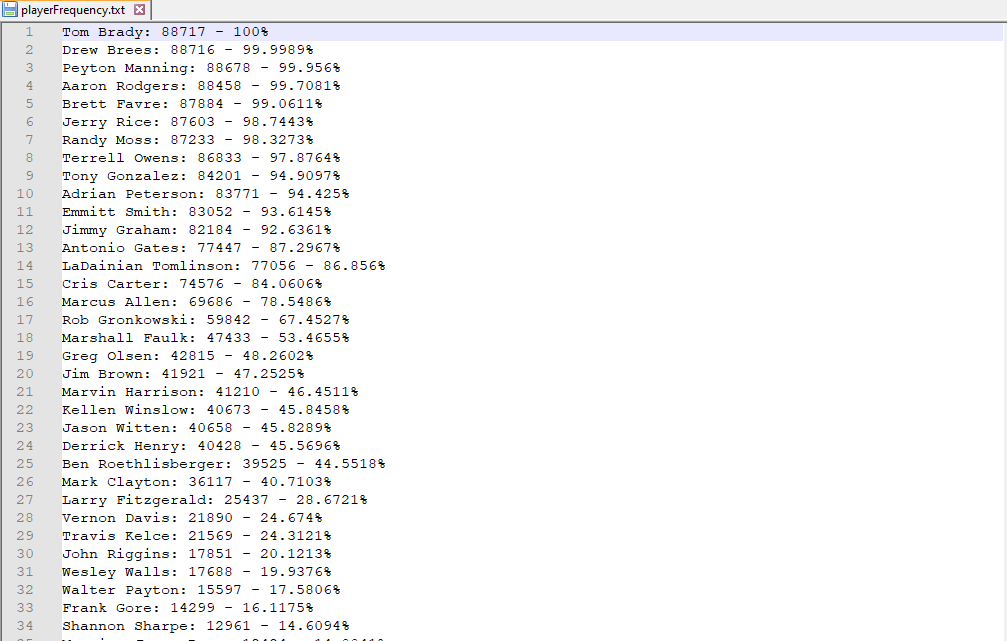 playerFrequency.txt
1 Tom Brady: 88717 - 100%
2 Drew Brees: 88716 - 99.9989%
3 Peyton Manning: 88678 - 99.956%
4 Aaron Rodgers: 88458 - 99.7081%
5 Brett Favre: 87884 - 99.0611%
6 Jerry Rice: 87603 - 98.7443%
7 Randy Moss: 87233 - 98.3273%
8 Terrell Owens: 86833 - 97.8764%
9 Tony Gonzalez: 84201 - 94.9097%
10 Adrian Peterson: 83771 - 94.425%
11 Emmitt Smith: 83052 - 93.6145%
12 Jimmy Graham: 82184 - 92.6361%
13 Antonio Gates: 77447 - 87.2967%
14 LaDainian Tomlinson: 77056 - 86.856%
15 Cris Carter: 74576 - 84.0606%
16 Marcus Allen: 69686 - 78.5486%
17 Rob Gronkowski: 59842 - 67.4527%
18 Marshall Faulk: 47433 - 53.4655%
19 Greg Olsen: 42815 - 48.2602%
20 Jim Brown: 41921 - 47.2525%
21 Marvin Harrison: 41210 - 46.4511%
22 Kellen Winslow: 40673 - 45.8458%
23 Jason Witten: 40658 - 45.8289%
24 Derrick Henry: 40428 - 45.5696%
25 Ben Roethlisberger: 39525 - 44.5518%
26 Mark Clayton: 36117 - 40.7103%
27 Larry Fitzgerald: 25437 - 28.6721%
28 Vernon Davis: 21890 - 24.674%
29 Travis Kelce: 21569 - 24.3121%
30 John Riggins: 17851 - 20.1213%
31 Wesley Walls: 17688 - 19.9376%
32 Walter Payton: 15597 - 17.5806%
33 Frank Gore: 14299 - 16.1175%
34 Shannon Sharpe: 12961 - 14.6094%